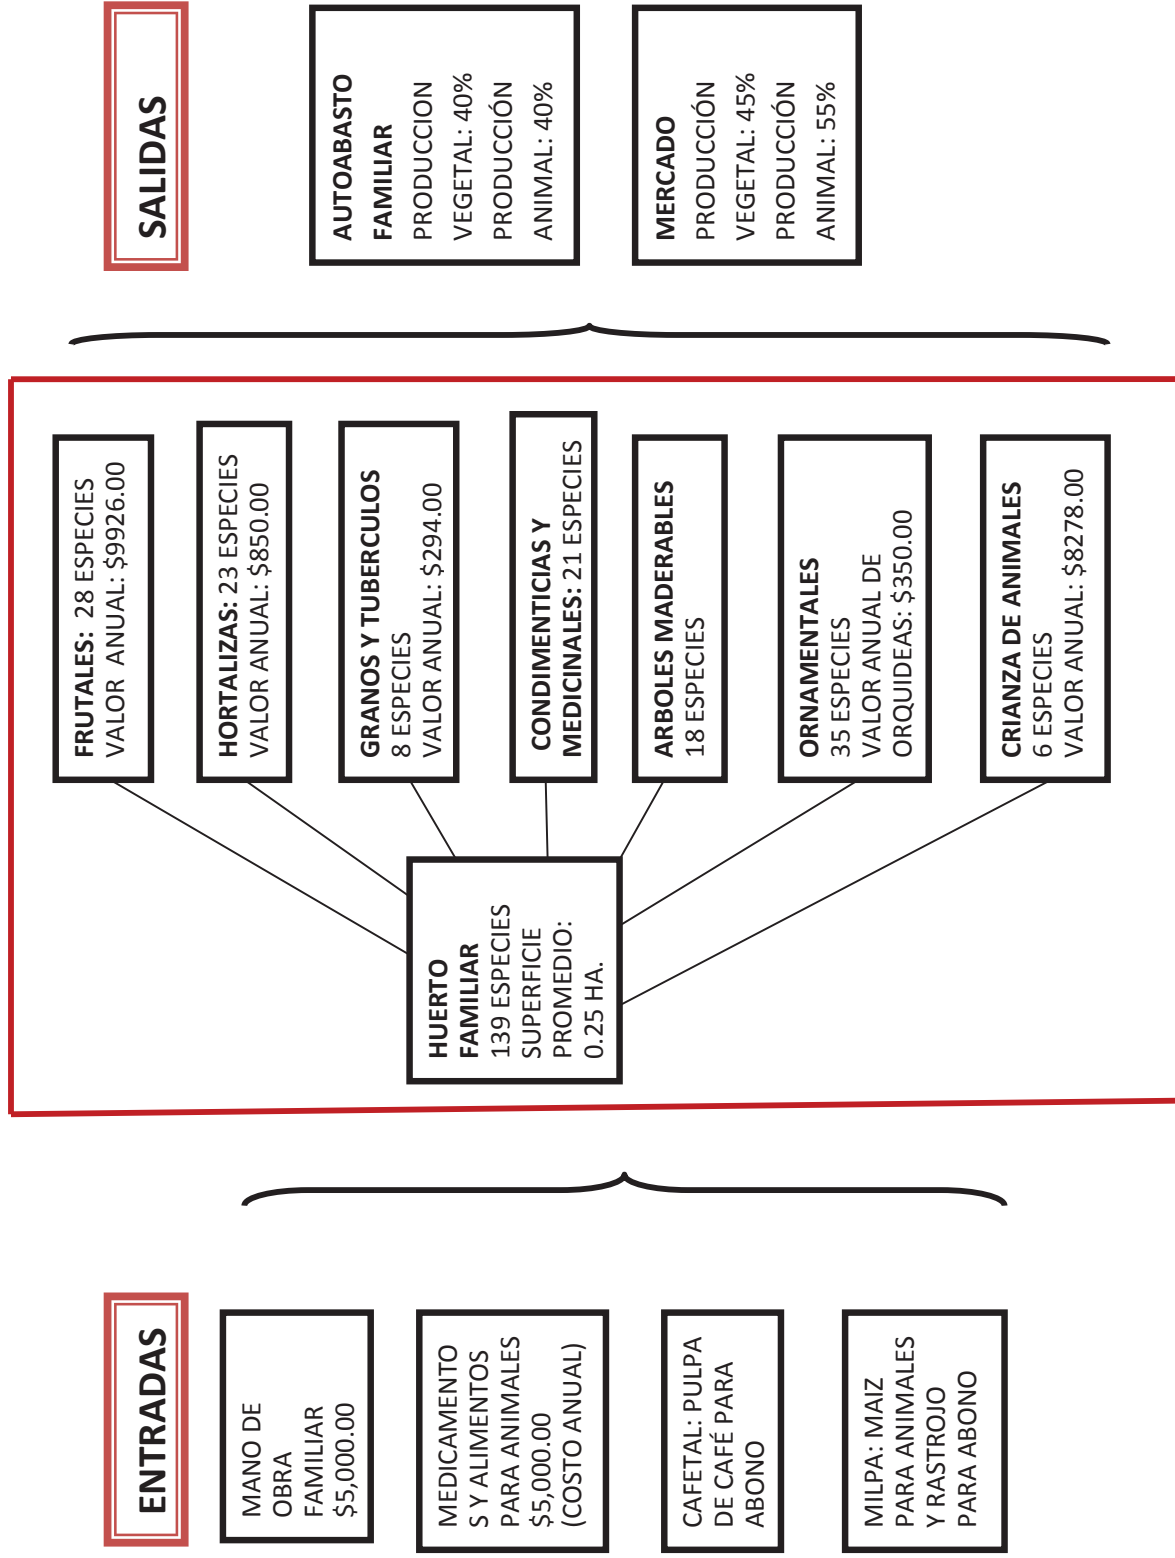 ENTRADAS
MANO DE
OBRA
FAMILIAR
$5,000.00
MEDICAMENTO
S Y ALIMENTOS
PARA ANIMALES
$5,000.00
(COSTO ANUAL)
CAFETAL: PULPA
DE CAFÉ PARA
ABONO
MILPA: MAIZ
PARA ANIMALES
Y RASTROJO
PARA ABONO
HUERTO
FAMILIAR
139 ESPECIES
SUPERFICIE
PROMEDIO:
0.25 HA.
FRUTALES: 28 ESPECIES
VALOR ANUAL: $9926.00
HORTALIZAS: 23 ESPECIES
VALOR ANUAL: $850.00
GRANOS Y TUBERCULOS
8 ESPECIES
VALOR ANUAL: $294.00
CONDIMENTICIAS Y
MEDICINALES: 21 ESPECIES
ARBOLES MADERABLES
18 ESPECIES
ORNAMENTALES
35 ESPECIES
VALOR ANUAL DE
ORQUIDEAS: $350.00
CRIANZA DE ANIMALES
6 ESPECIES
VALOR ANUAL: $8278.00
SALIDAS
AUTOABASTO
FAMILIAR
PRODUCCION
VEGETAL: 40%
PRODUCCIÓN
ANIMAL: 40%
MERCADO
PRODUCCIÓN
VEGETAL: 45%
PRODUCCIÓN
ANIMAL: 55%